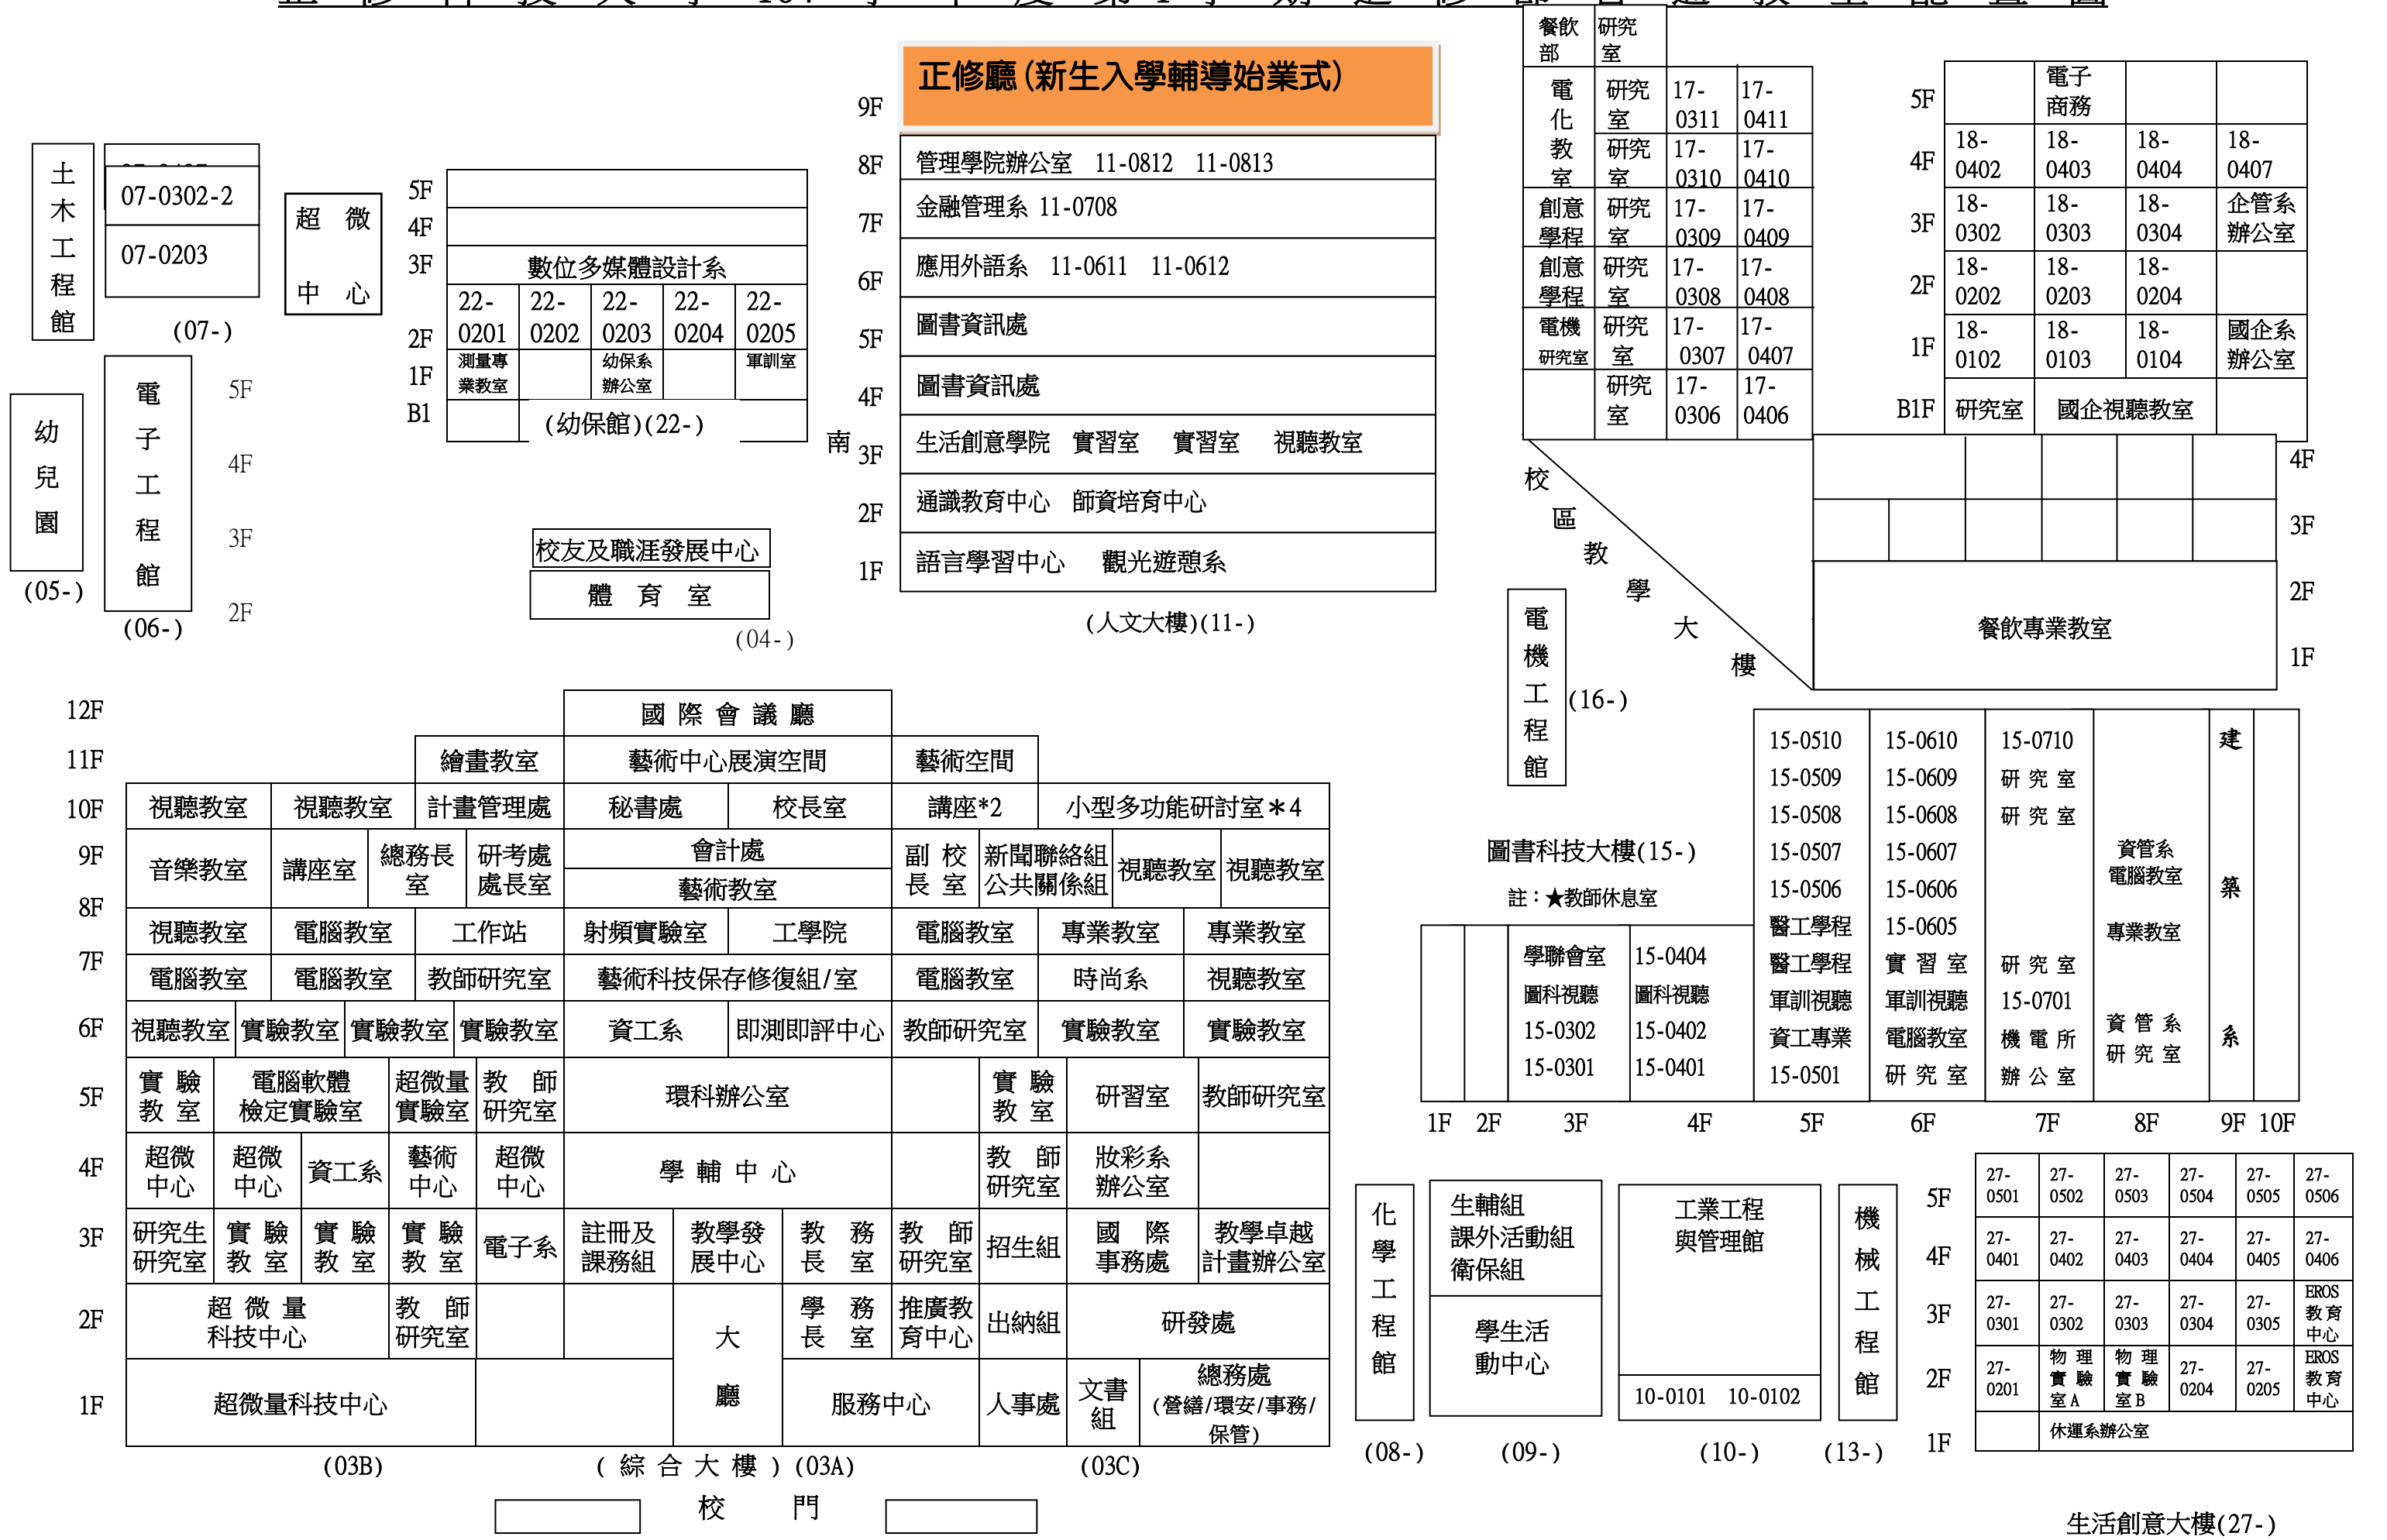 正修廳(新生入學輔導始業式)
9F
8F 管理學院辦公室 11-0812 11-0813
7F 金融管理系 11-0708
6F 應用外語系 11-0611 11-0612
5F 圖書資訊處
4F 圖書資訊處
南
3F 生活創意學院 實習室 實習室 視聽教室
2F 通識教育中心 師資培育中心
1F 語言學習中心 觀光遊憩系
(人文大樓)(11-)
土木工程館
07-0302-2
07-0203
(07-)
超微
中心
5F
4F
3F 數位多媒體設計系
2F 22-0201 22-0202 22-0203 22-0204 22-0205
1F 測量專業教室 幼保系辦公室 軍訓室
B1 (幼保館)(22-)
幼兒園
(05-)
電子工程館
(06-)
5F
4F
3F
2F
校友及職涯發展中心
體育室
(04-)
餐飲部 研究室
電化教室 研究室 17-0311 17-0411
研究室 17-0310 17-0410
創意學程 研究室 17-0309 17-0409
創意學程 研究室 17-0308 17-0408
電機研究室 研究室 17-0307 17-0407
研究室 17-0306 17-0406
5F 電子商務
4F 18-0402 18-0403 18-0404 18-0407
3F 18-0302 18-0303 18-0304 企管系辦公室
2F 18-0202 18-0203 18-0204
1F 18-0102 18-0103 18-0104 國企系辦公室
B1F 研究室 國企視聽教室
校區教學大樓
4F
3F
2F
餐飲專業教室
1F
電機工程館
(16-)
12F 國際會議廳
11F 繪畫教室 藝術中心展演空間 藝術空間
10F 視聽教室 視聽教室 計畫管理處 秘書處 校長室 講座*2 小型多功能研討室＊4
9F 音樂教室 講座室 總務長室 研考處處長室 會計處 副校長室 新聞聯絡組公共關係組 視聽教室 視聽教室
藝術教室
8F 視聽教室 電腦教室 工作站 射頻實驗室 工學院 電腦教室 專業教室 專業教室
7F 電腦教室 電腦教室 教師研究室 藝術科技保存修復組/室 電腦教室 時尚系 視聽教室
6F 視聽教室 實驗教室 實驗教室 實驗教室 資工系 即測即評中心 教師研究室 實驗教室 實驗教室
5F 實驗教室 電腦軟體檢定實驗室 超微量實驗室 教師研究室 環科辦公室 實驗教室 研習室 教師研究室
4F 超微中心 超微中心 資工系 藝術中心 超微中心 學輔中心 教師研究室 妝彩系辦公室
3F 研究生研究室 實驗教室 實驗教室 實驗教室 電子系 註冊及課務組 教學發展中心 教務長室 教師研究室 招生組 國際事務處 教學卓越計畫辦公室
2F 超微量科技中心 教師研究室 大廳 學務長室 推廣教育中心 出納組 研發處
1F 超微量科技中心 服務中心 人事處 文書組 總務處(營繕/環安/事務/保管)
(03B) (綜合大樓)(03A) (03C)
校門
圖書科技大樓(15-)
註：★教師休息室
學聯會室 15-0404
圖科視聽 圖科視聽
15-0302 15-0402
15-0301 15-0401
15-0510 15-0610 15-0710
15-0509 15-0609 研究室
15-0508 15-0608 研究室
15-0507 15-0607
15-0506 15-0606
醫工學程 15-0605
醫工學程 實習室 研究室
軍訓視聽 軍訓視聽 15-0701
資工專業 電腦教室 機電所
15-0501 研究室 辦公室
資管系
電腦教室
專業教室
資管系
研究室
建築系
1F 2F 3F 4F 5F 6F 7F 8F 9F 10F
化學工程館
(08-)
生輔組
課外活動組
衛保組
學生活
動中心
(09-)
工業工程
與管理館
10-0101 10-0102
(10-)
機械工程館
(13-)
5F 27-0501 27-0502 27-0503 27-0504 27-0505 27-0506
4F 27-0401 27-0402 27-0403 27-0404 27-0405 27-0406
3F 27-0301 27-0302 27-0303 27-0304 27-0305 EROS教育中心
2F 27-0201 物理實驗室A 物理實驗室B 27-0204 27-0205 EROS教育中心
1F 休運系辦公室
生活創意大樓(27-)